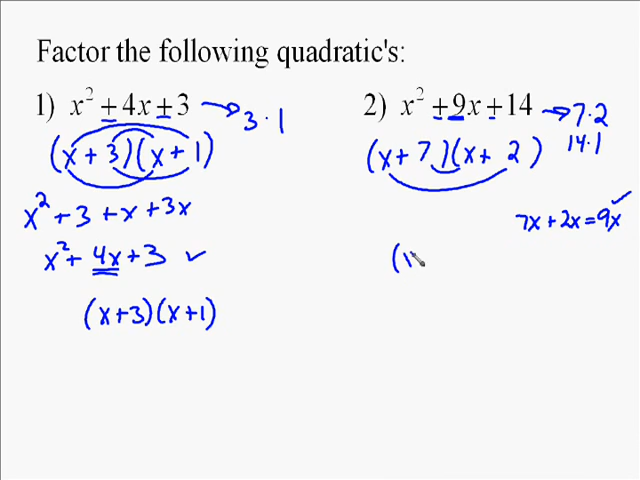 Factor the following quadratic's:
1) x² + 4x + 3 → 3 · 1
(x + 3)(x + 1)
x² + 3 + x + 3x
x² + 4x + 3 ✓
(x + 3)(x + 1)
2) x² + 9x + 14 → 7 · 2
14 · 1
(x + 7)(x + 2)
7x + 2x = 9x ✓
(